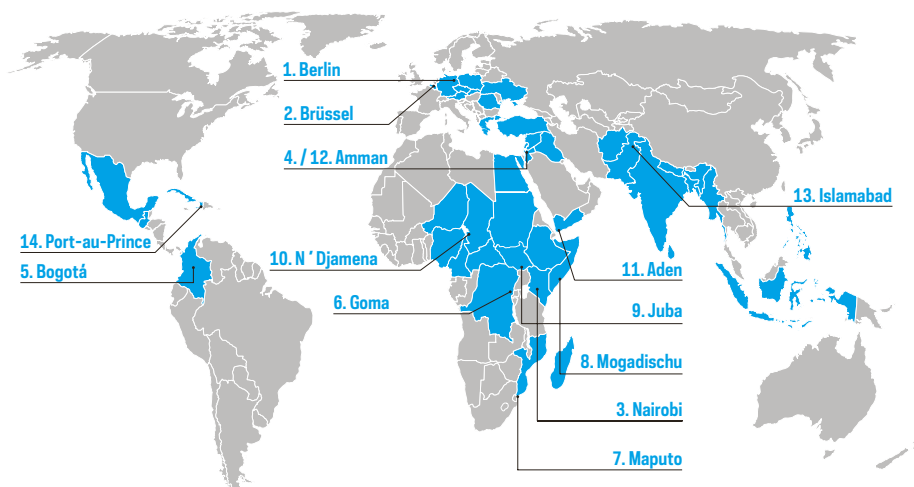 1. Berlin
2. Brüssel
4. / 12. Amman
13. Islamabad
14. Port-au-Prince
5. Bogotá
10. N ' Djamena
11. Aden
6. Goma
9. Juba
8. Mogadischu
3. Nairobi
7. Maputo